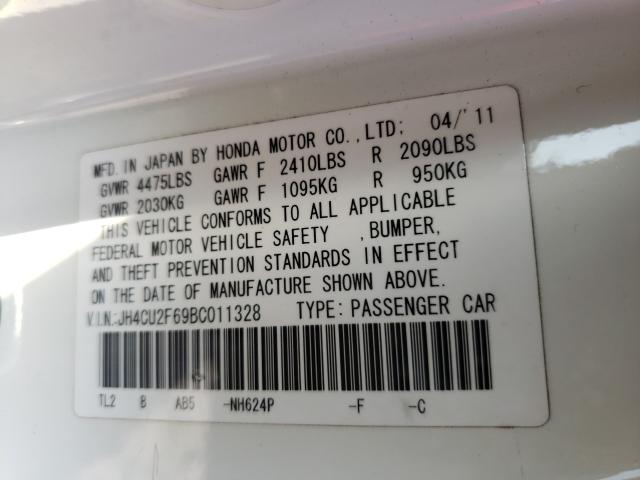 MFD. IN JAPAN BY HONDA MOTOR CO., LTD; 04/'11
GVWR 4475LBS GAWR F 2410LBS R 2090LBS
GVWR 2030KG GAWR F 1095KG R 950KG
THIS VEHICLE CONFORMS TO ALL APPLICABLE
FEDERAL MOTOR VEHICLE SAFETY ,BUMPER,
AND THEFT PREVENTION STANDARDS IN EFFECT
ON THE DATE OF MANUFACTURE SHOWN ABOVE.
V.I.N.:JH4CU2F69BC011328 TYPE: PASSENGER CAR
TL2 B AB5 -NH624P -F -C